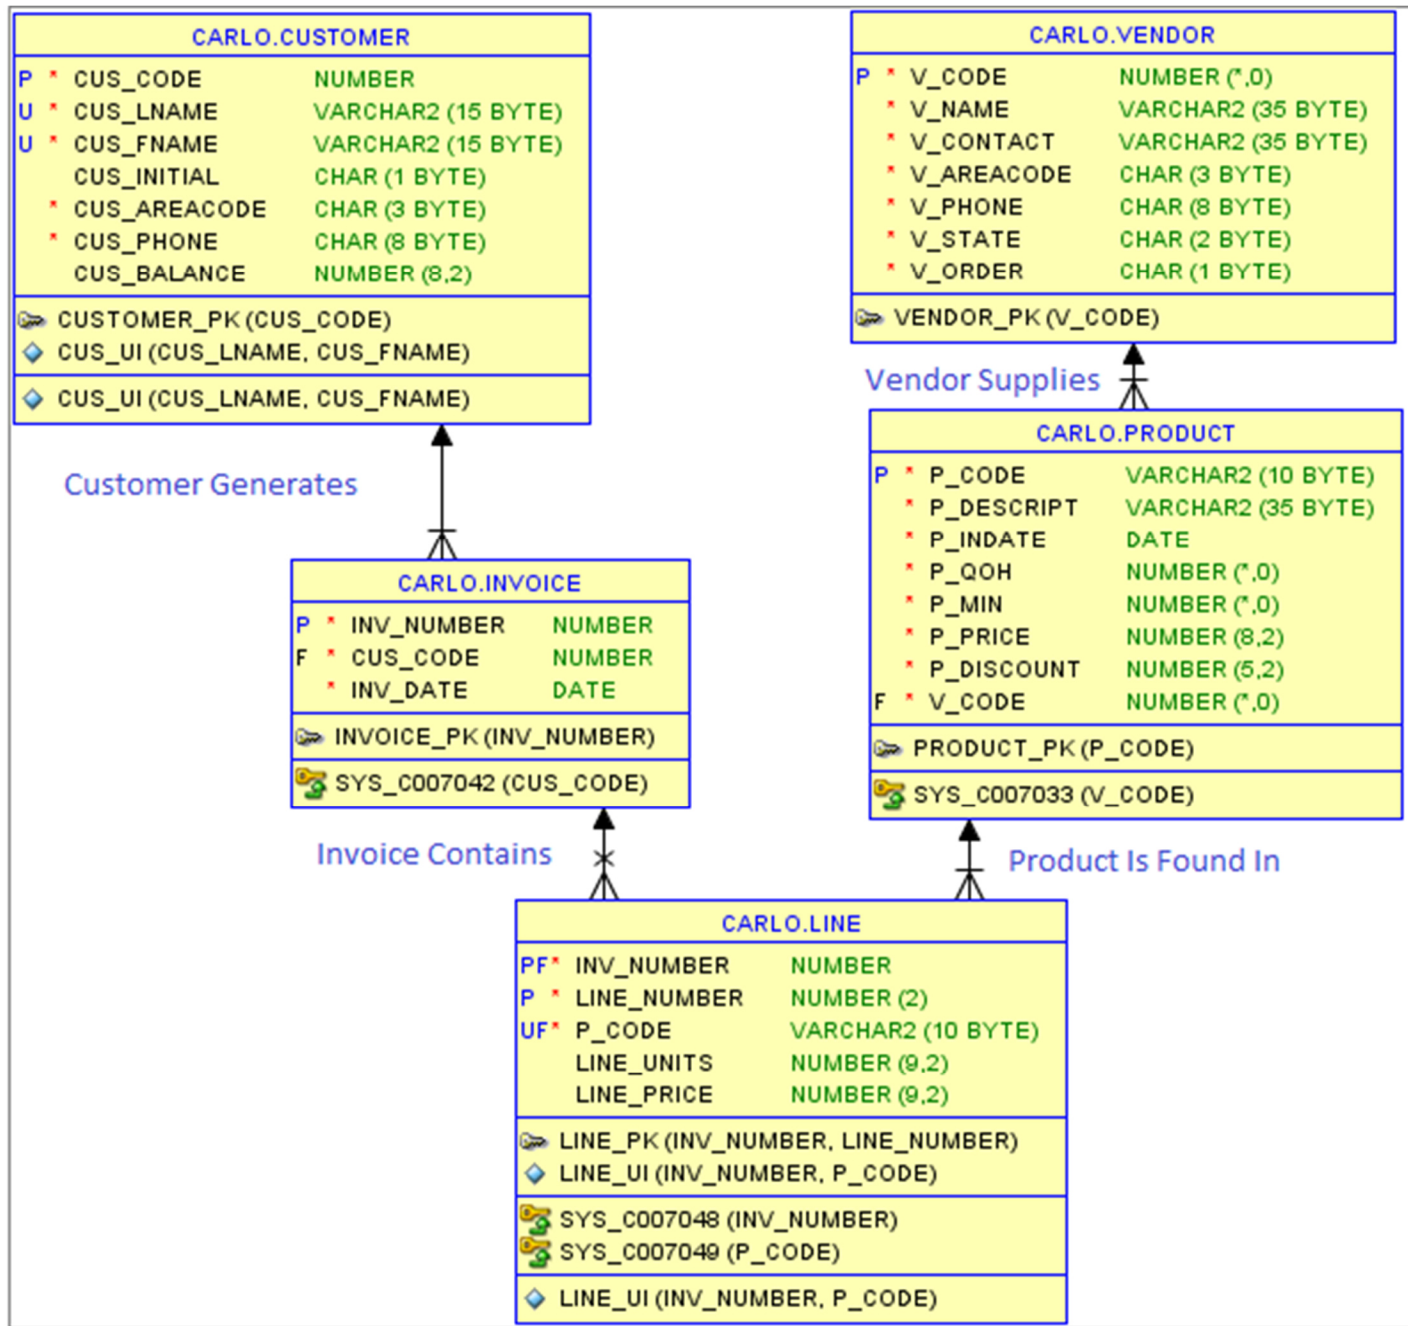 CARLO.CUSTOMER
P * CUS_CODE NUMBER
U * CUS_LNAME VARCHAR2 (15 BYTE)
U * CUS_FNAME VARCHAR2 (15 BYTE)
CUS_INITIAL CHAR (1 BYTE)
* CUS_AREACODE CHAR (3 BYTE)
* CUS_PHONE CHAR (8 BYTE)
CUS_BALANCE NUMBER (8,2)
CUSTOMER_PK (CUS_CODE)
CUS_UI (CUS_LNAME, CUS_FNAME)
CUS_UI (CUS_LNAME, CUS_FNAME)
CARLO.VENDOR
P * V_CODE NUMBER (*,0)
* V_NAME VARCHAR2 (35 BYTE)
* V_CONTACT VARCHAR2 (35 BYTE)
* V_AREACODE CHAR (3 BYTE)
* V_PHONE CHAR (8 BYTE)
* V_STATE CHAR (2 BYTE)
* V_ORDER CHAR (1 BYTE)
VENDOR_PK (V_CODE)
Vendor Supplies
Customer Generates
CARLO.PRODUCT
P * P_CODE VARCHAR2 (10 BYTE)
* P_DESCRIPT VARCHAR2 (35 BYTE)
* P_INDATE DATE
* P_QOH NUMBER (*,0)
* P_MIN NUMBER (*,0)
* P_PRICE NUMBER (8,2)
* P_DISCOUNT NUMBER (5,2)
F * V_CODE NUMBER (*,0)
PRODUCT_PK (P_CODE)
SYS_C007033 (V_CODE)
CARLO.INVOICE
P * INV_NUMBER NUMBER
F * CUS_CODE NUMBER
* INV_DATE DATE
INVOICE_PK (INV_NUMBER)
SYS_C007042 (CUS_CODE)
Invoice Contains
Product Is Found In
CARLO.LINE
PF* INV_NUMBER NUMBER
P * LINE_NUMBER NUMBER (2)
UF* P_CODE VARCHAR2 (10 BYTE)
LINE_UNITS NUMBER (9,2)
LINE_PRICE NUMBER (9,2)
LINE_PK (INV_NUMBER, LINE_NUMBER)
LINE_UI (INV_NUMBER, P_CODE)
SYS_C007048 (INV_NUMBER)
SYS_C007049 (P_CODE)
LINE_UI (INV_NUMBER, P_CODE)